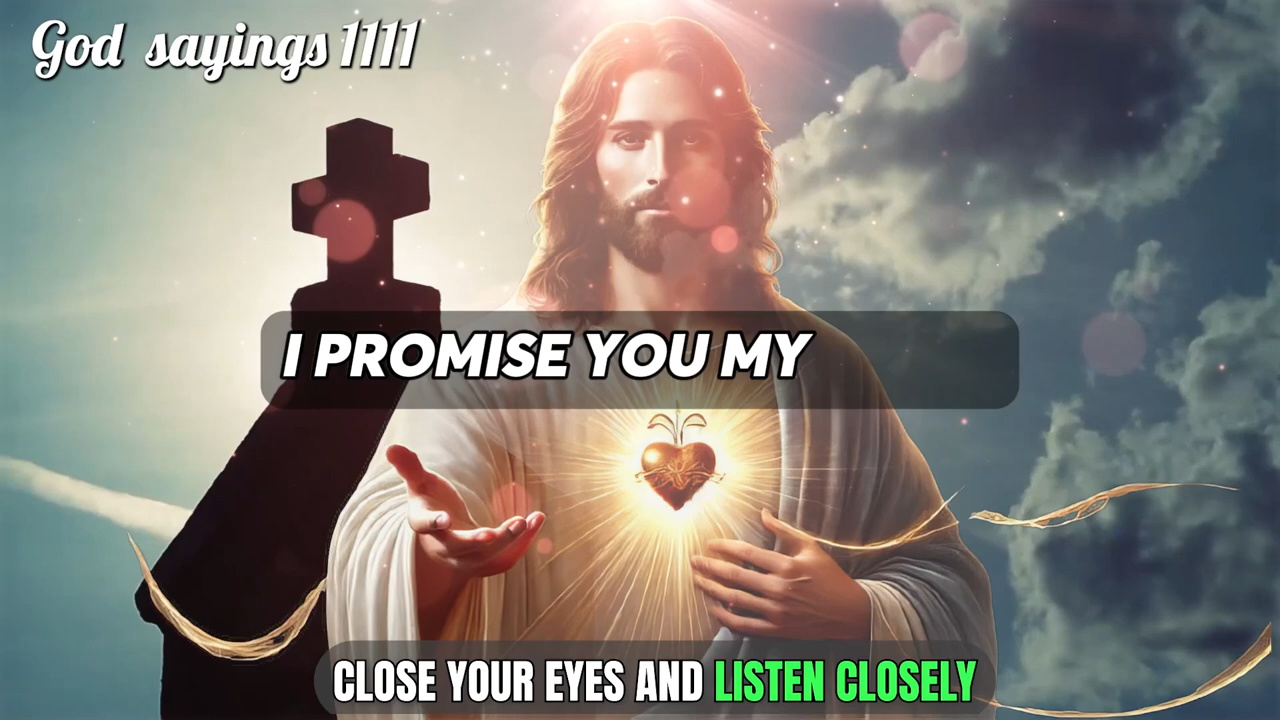 God sayings 1111
I PROMISE YOU MY
CLOSE YOUR EYES AND LISTEN CLOSELY